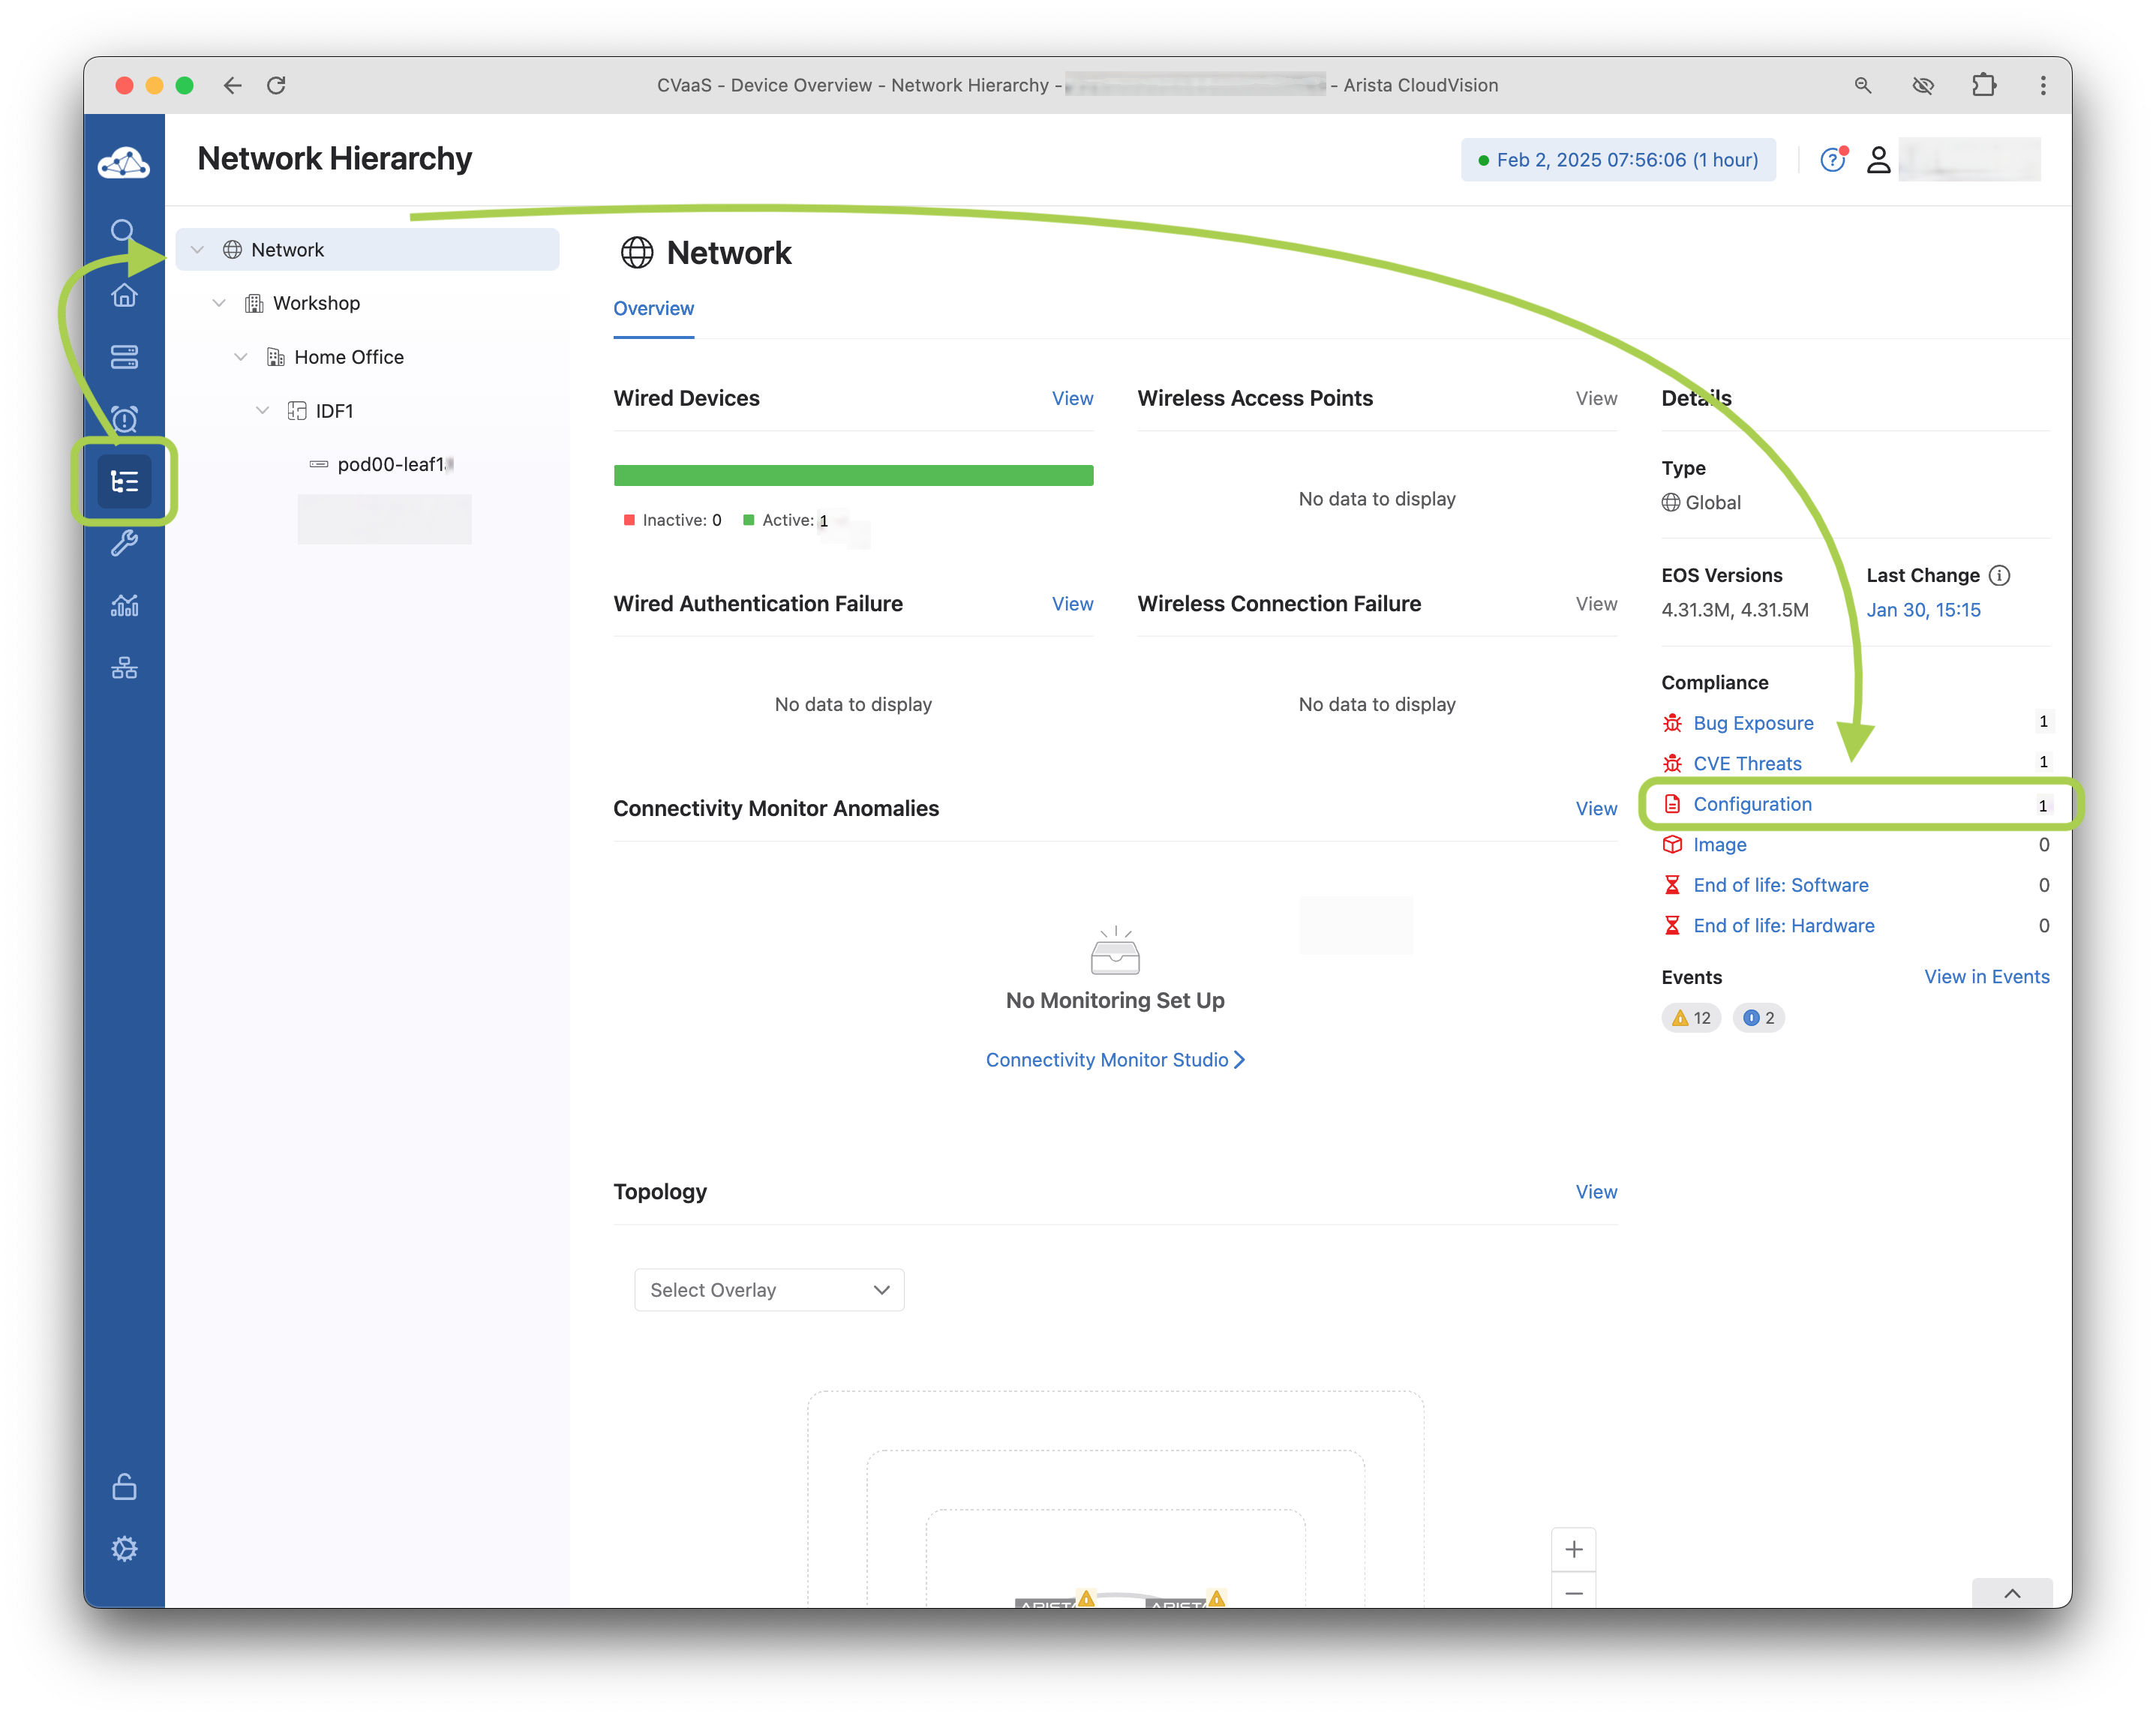 CVaaS - Device Overview - Network Hierarchy - - Arista CloudVision
Network Hierarchy
Feb 2, 2025 07:56:06 (1 hour)
Network
Workshop
Home Office
IDF1
pod00-leaf1
Network
Overview
Wired Devices View
Inactive: 0 Active: 1
Wireless Access Points View
No data to display
Wired Authentication Failure View
No data to display
Wireless Connection Failure View
No data to display
Connectivity Monitor Anomalies View
No Monitoring Set Up
Connectivity Monitor Studio
Topology View
Select Overlay
ARISTA ARISTA
Details
Type
Global
EOS Versions Last Change
4.31.3M, 4.31.5M Jan 30, 15:15
Compliance
Bug Exposure 1
CVE Threats 1
Configuration 1
Image 0
End of life: Software 0
End of life: Hardware 0
Events View in Events
12 2